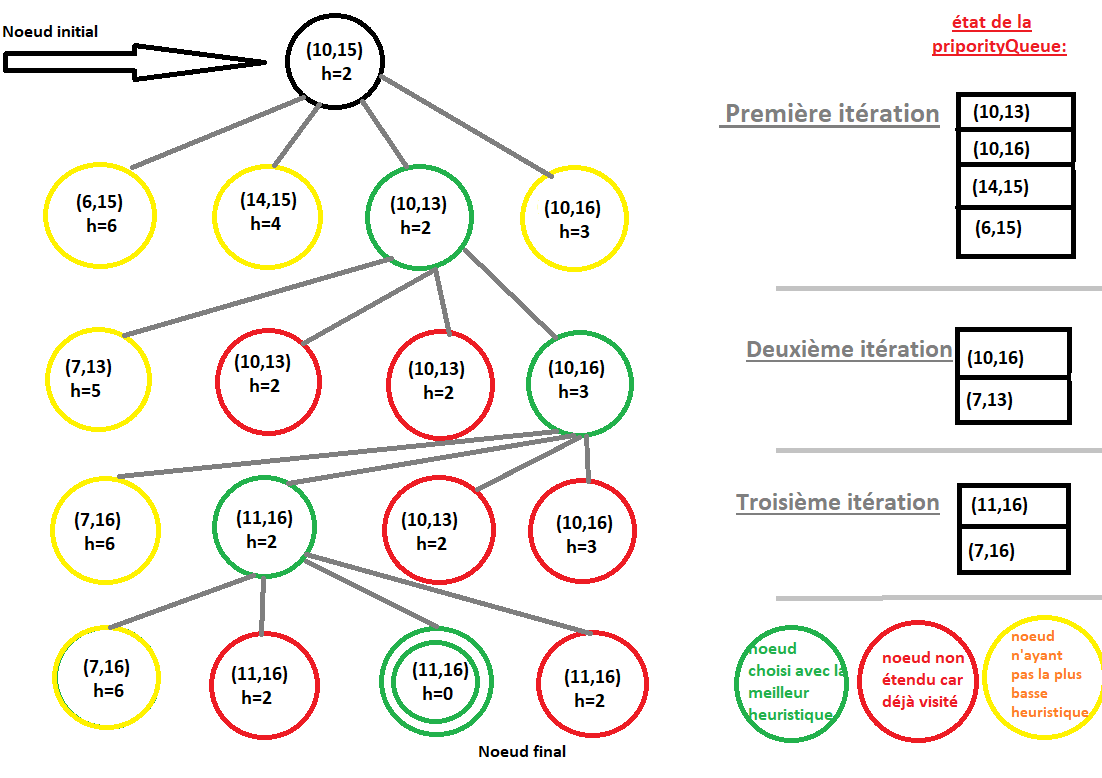 Noeud initial
(10,15)
h=2
(6,15)
h=6
(14,15)
h=4
(10,13)
h=2
(10,16)
h=3
(7,13)
h=5
(10,13)
h=2
(10,13)
h=2
(10,16)
h=3
(7,16)
h=6
(11,16)
h=2
(10,13)
h=2
(10,16)
h=3
(7,16)
h=6
(11,16)
h=2
(11,16)
h=0
(11,16)
h=2
Noeud final
état de la
priporityQueue:
Première itération
(10,13)
(10,16)
(14,15)
(6,15)
Deuxième itération
(10,16)
(7,13)
Troisième itération
(11,16)
(7,16)
noeud
choisi avec la
meilleur
heuristique
noeud non
étendu car
déjà visité
noeud
n'ayant
pas la plus
basse
heuristique